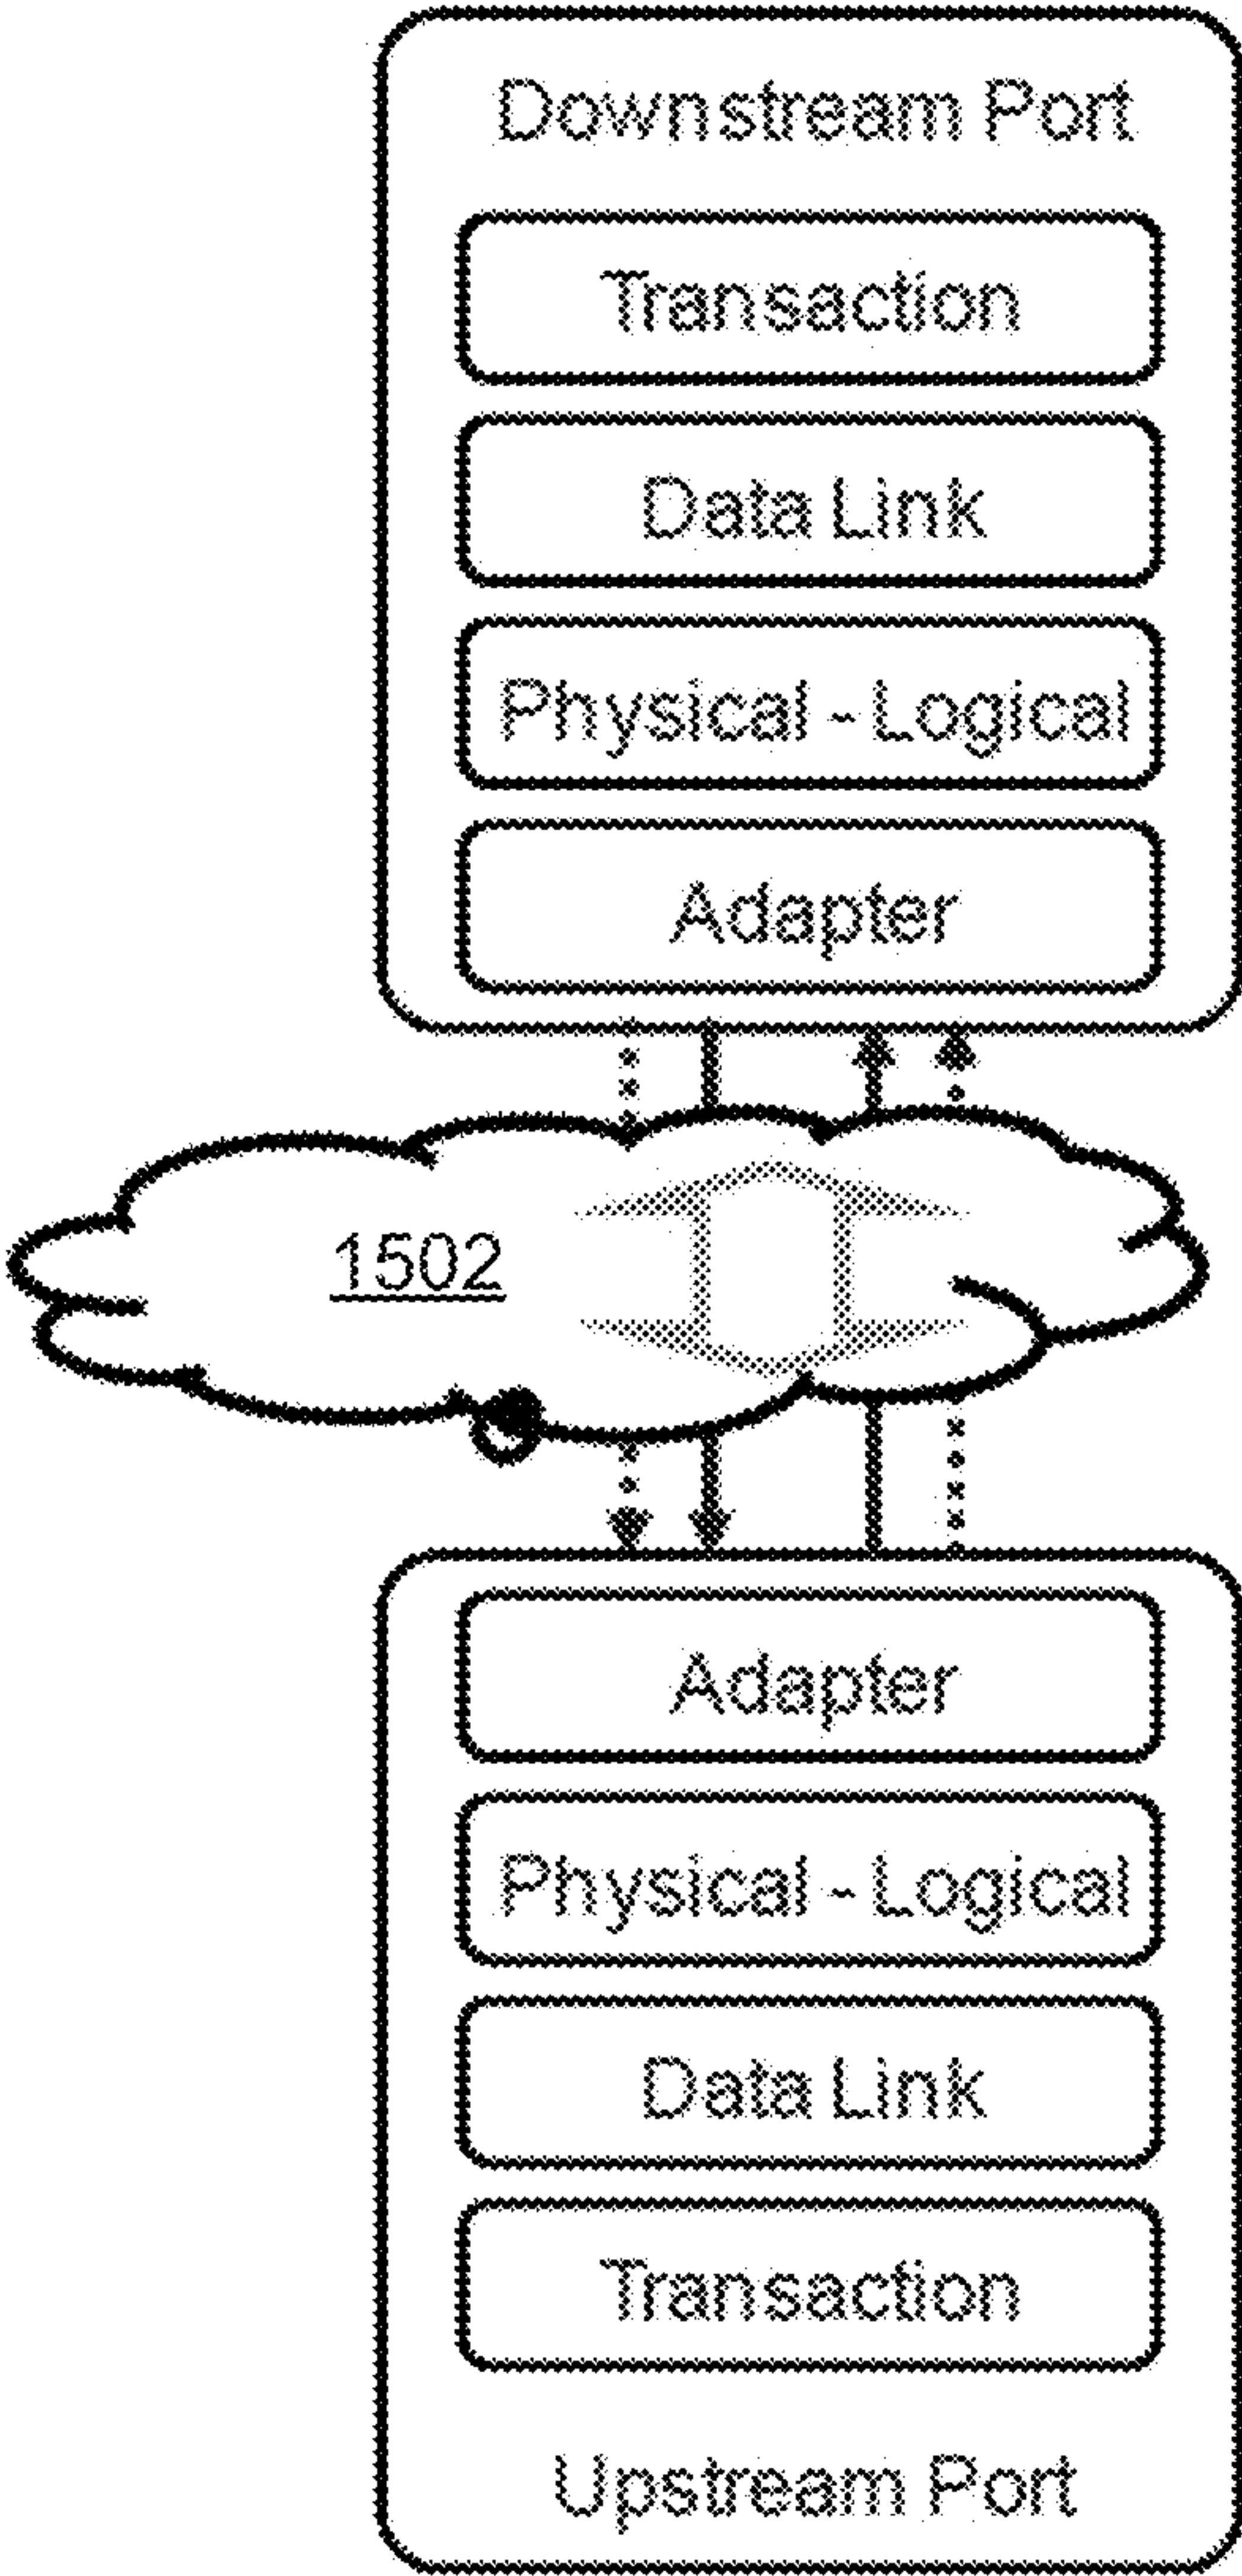 Downstream Port
Transaction
Data Link
Physical - Logical
Adapter
1502
Adapter
Physical - Logical
Data Link
Transaction
Upstream Port